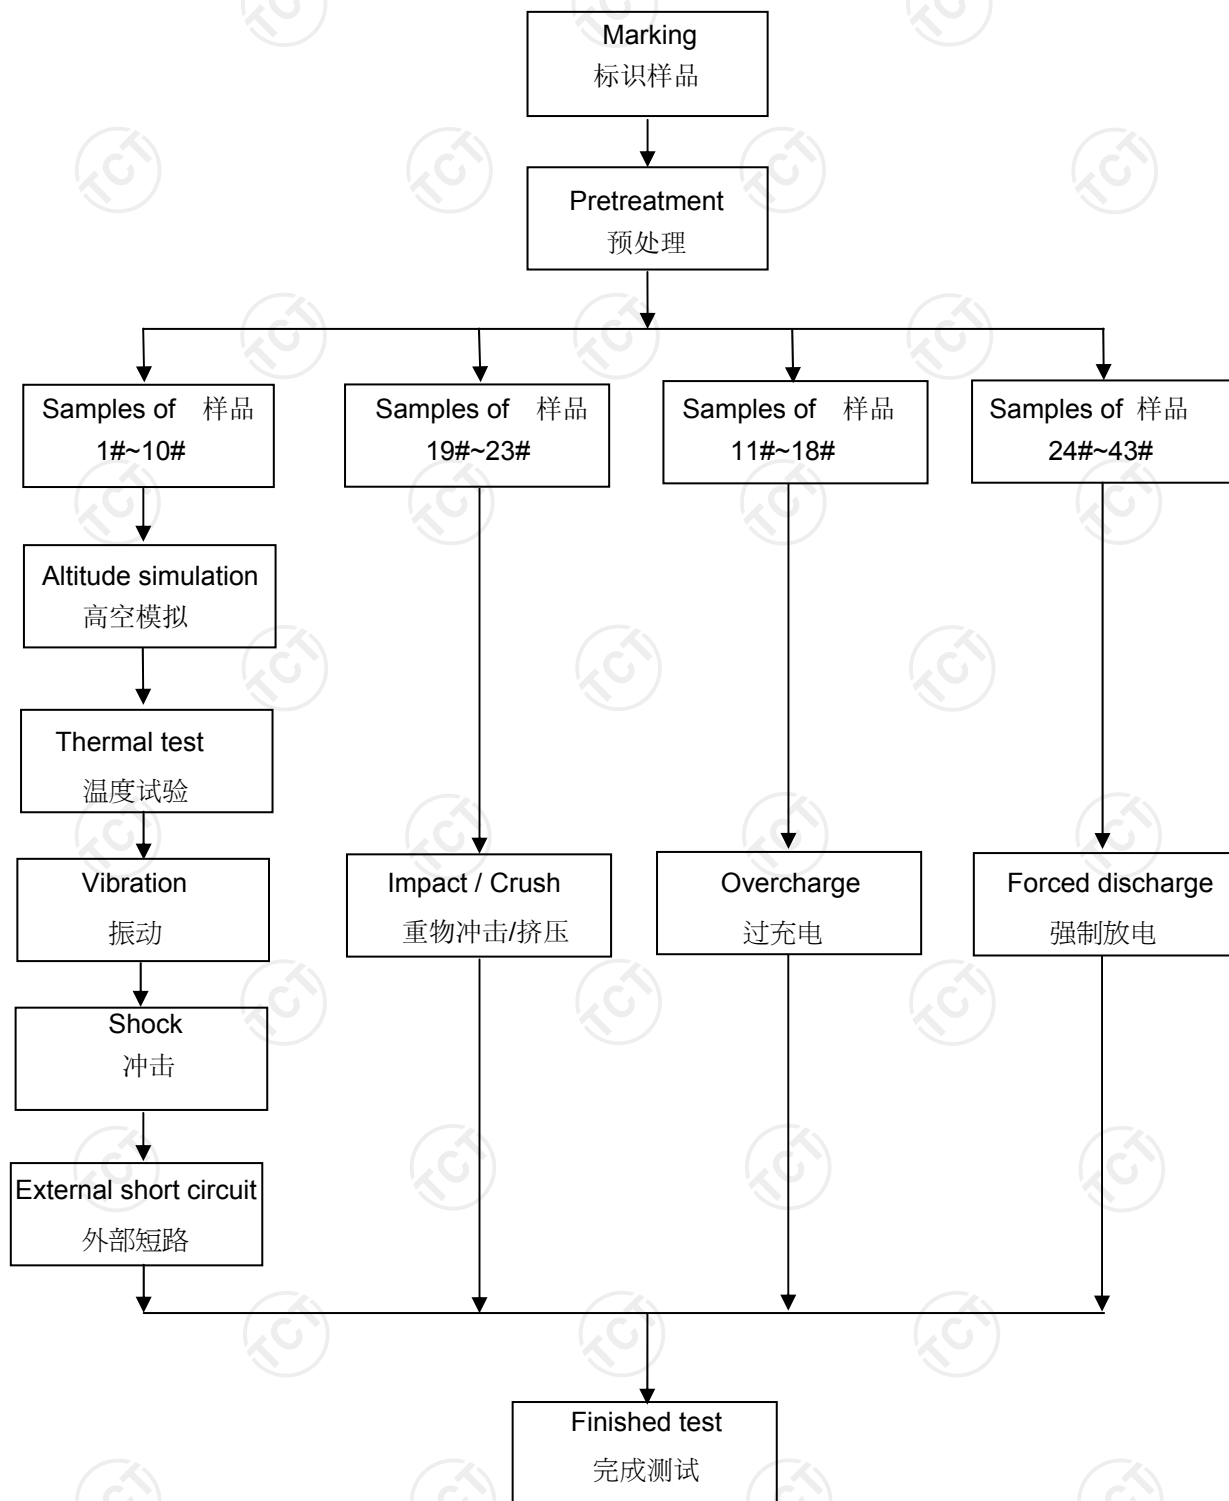 Marking
标识样品
Pretreatment
预处理
Samples of 样品
1#~10#
Samples of 样品
19#~23#
Samples of 样品
11#~18#
Samples of 样品
24#~43#
Altitude simulation
高空模拟
Thermal test
温度试验
Vibration
振动
Impact / Crush
重物冲击/挤压
Overcharge
过充电
Forced discharge
强制放电
Shock
冲击
External short circuit
外部短路
Finished test
完成测试
TCT